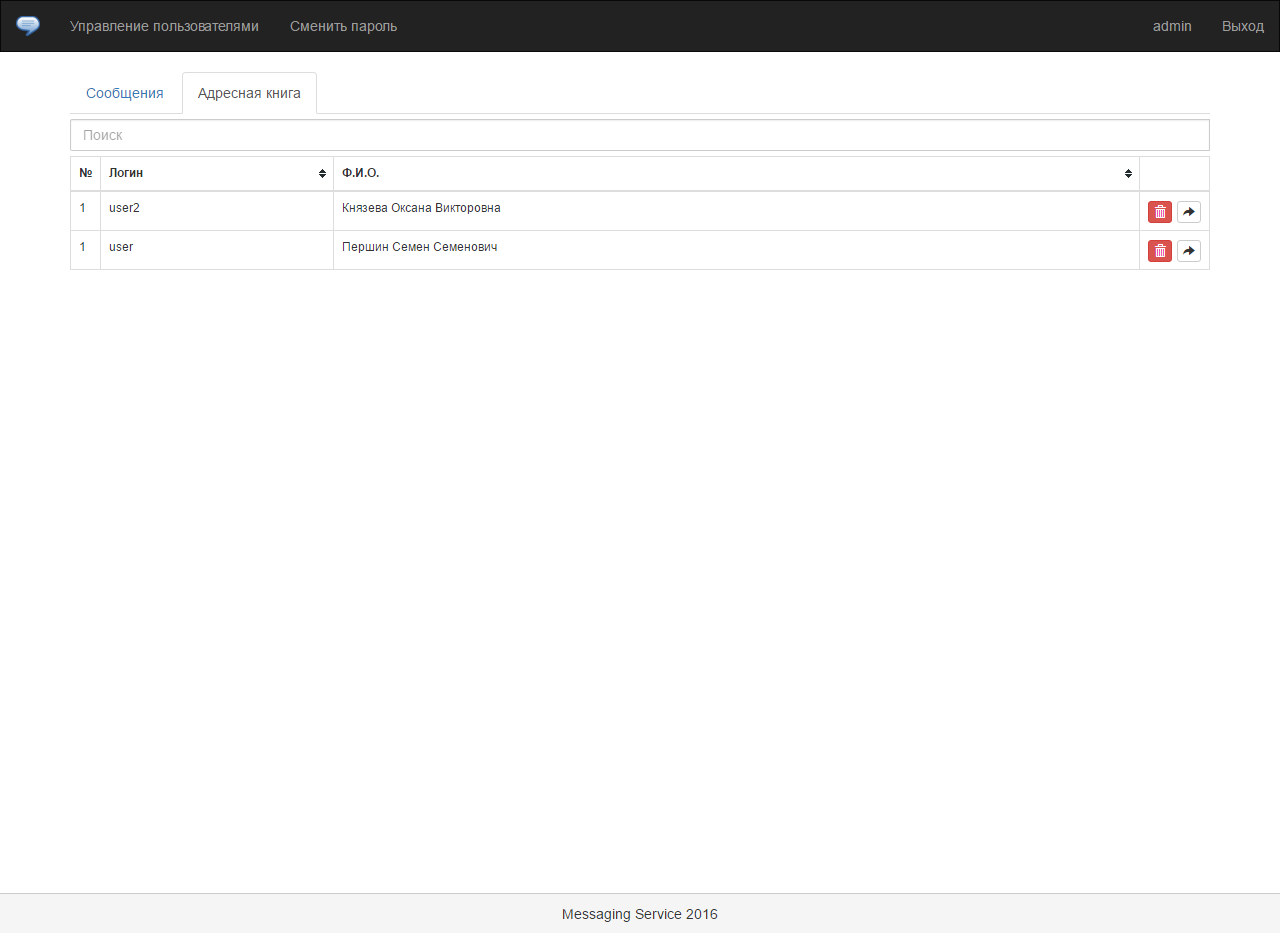 Управление пользователями Сменить пароль admin Выход
Сообщения Адресная книга
Поиск
№ Логин Ф.И.О.
1 user2 Князева Оксана Викторовна
1 user Першин Семен Семенович
Messaging Service 2016